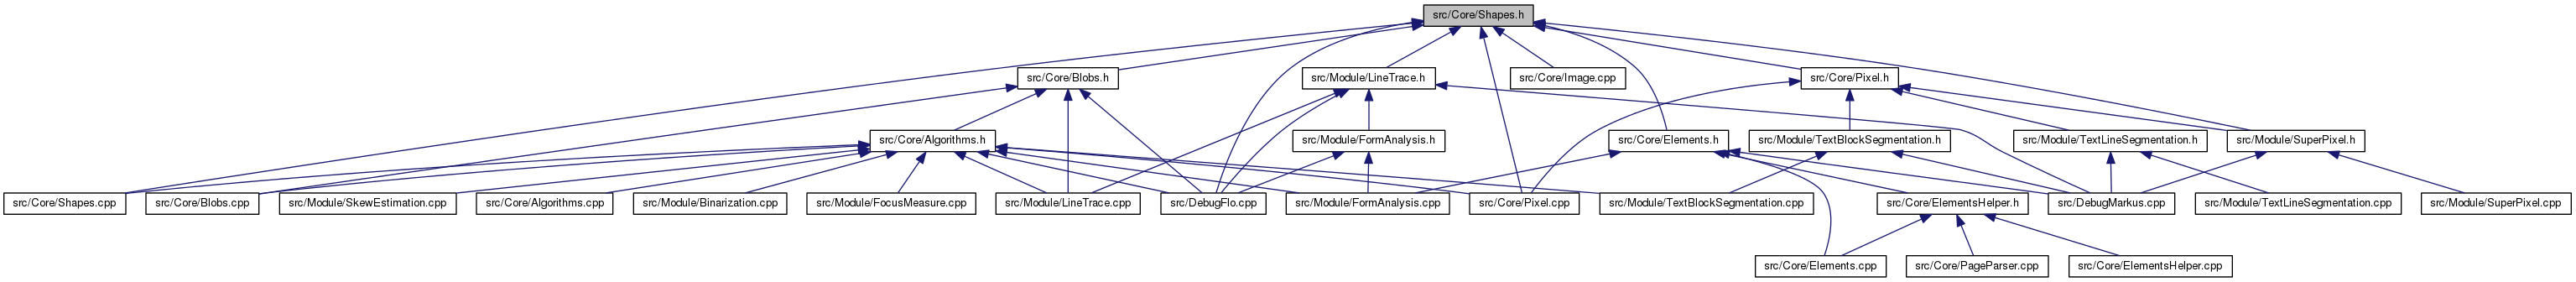 src/Core/Shapes.h
src/Core/Blobs.h
src/Module/LineTrace.h
src/Core/Image.cpp
src/Core/Pixel.h
src/Core/Algorithms.h
src/Module/FormAnalysis.h
src/Core/Elements.h
src/Module/TextBlockSegmentation.h
src/Module/TextLineSegmentation.h
src/Module/SuperPixel.h
src/Core/Shapes.cpp
src/Core/Blobs.cpp
src/Module/SkewEstimation.cpp
src/Core/Algorithms.cpp
src/Module/Binarization.cpp
src/Module/FocusMeasure.cpp
src/Module/LineTrace.cpp
src/DebugFlo.cpp
src/Module/FormAnalysis.cpp
src/Core/Pixel.cpp
src/Module/TextBlockSegmentation.cpp
src/Core/ElementsHelper.h
src/DebugMarkus.cpp
src/Module/TextLineSegmentation.cpp
src/Module/SuperPixel.cpp
src/Core/Elements.cpp
src/Core/PageParser.cpp
src/Core/ElementsHelper.cpp